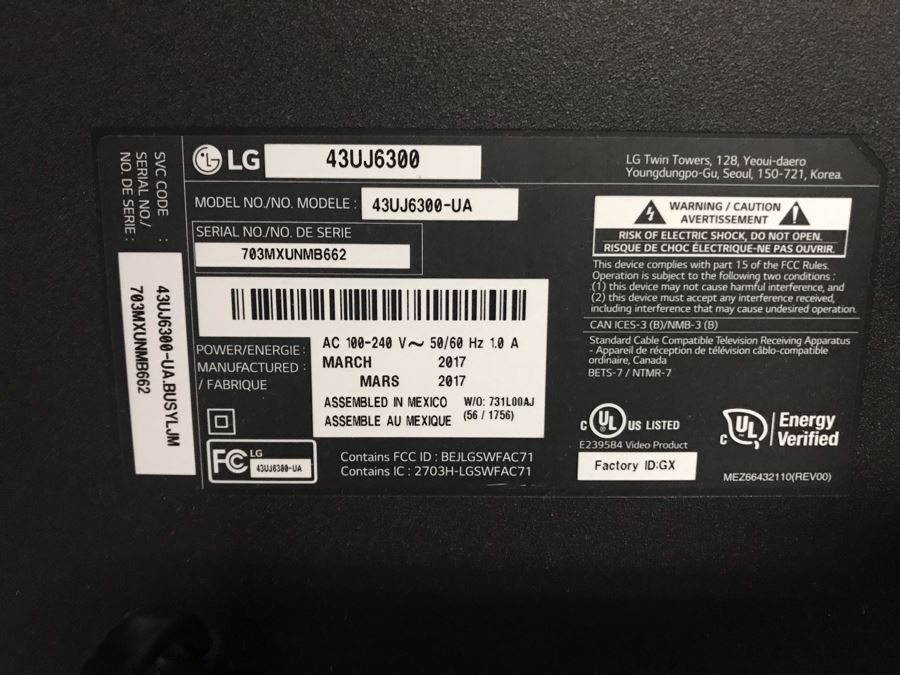 SVC CODE :
SERIAL NO./
NO. DE SERIE :
43UJ6300-UA.BUSYLJM
703MXUNMB662
LG 43UJ6300
LG Twin Towers, 128, Yeoui-daero
Youngdungpo-Gu, Seoul, 150-721, Korea.
MODEL NO./NO. MODELE : 43UJ6300-UA
SERIAL NO./NO. DE SERIE
703MXUNMB662
POWER/ENERGIE :
MANUFACTURED :
/ FABRIQUE
AC 100-240 V~ 50/60 Hz 1.0 A
MARCH 2017
MARS 2017
ASSEMBLED IN MEXICO W/O: 731L00AJ
ASSEMBLE AU MEXIQUE (56 / 1756)
FC LG
43UJ6300-UA
Contains FCC ID : BEJLGSWFAC71
Contains IC : 2703H-LGSWFAC71
WARNING / CAUTION
AVERTISSEMENT
RISK OF ELECTRIC SHOCK, DO NOT OPEN.
RISQUE DE CHOC ÉLECTRIQUE-NE PAS OUVRIR.
This device complies with part 15 of the FCC Rules.
Operation is subject to the following two conditions :
(1) this device may not cause harmful interference, and
(2) this device must accept any interference received,
including interference that may cause undesired operation.
CAN ICES-3 (B)/NMB-3 (B)
Standard Cable Compatible Television Receiving Apparatus
- Appareil de réception de télévision câblo-compatible
ordinaire, Canada
BETS-7 / NTMR-7
C UL US LISTED
E239584 Video Product
Factory ID:GX
C UL Energy
Verified
MEZ66432110(REV00)